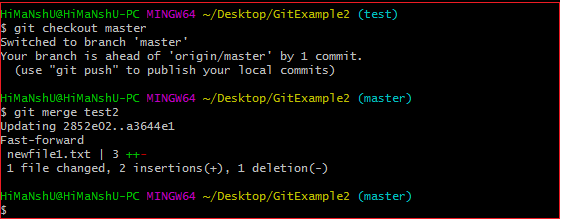 HiMaNshU@HiMaNshU-PC MINGW64 ~/Desktop/GitExample2 (test)
$ git checkout master
Switched to branch 'master'
Your branch is ahead of 'origin/master' by 1 commit.
  (use "git push" to publish your local commits)
HiMaNshU@HiMaNshU-PC MINGW64 ~/Desktop/GitExample2 (master)
$ git merge test2
Updating 2852e02..a3644e1
Fast-forward
 newfile1.txt | 3 ++-
 1 file changed, 2 insertions(+), 1 deletion(-)
HiMaNshU@HiMaNshU-PC MINGW64 ~/Desktop/GitExample2 (master)
$